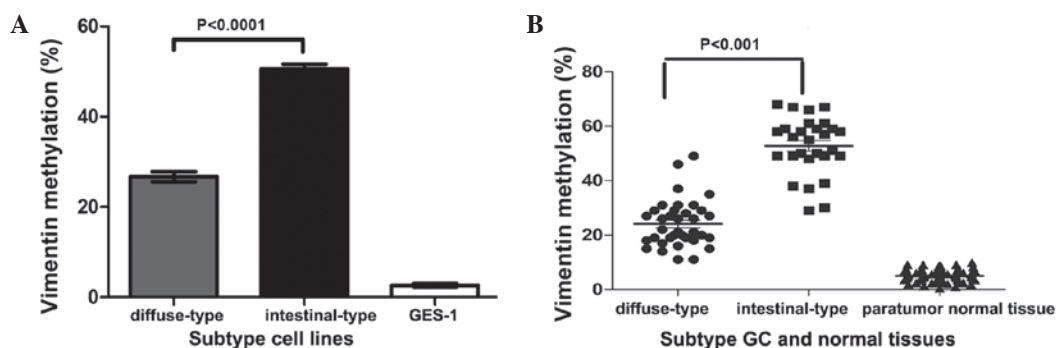 A
P<0.0001
Vimentin methylation (%)
60
40
20
0
diffuse-type intestinal-type GES-1
Subtype cell lines
B
P<0.001
Vimentin methylation (%)
80
60
40
20
0
diffuse-type intestinal-type paratumor normal tissue
Subtype GC and normal tissues